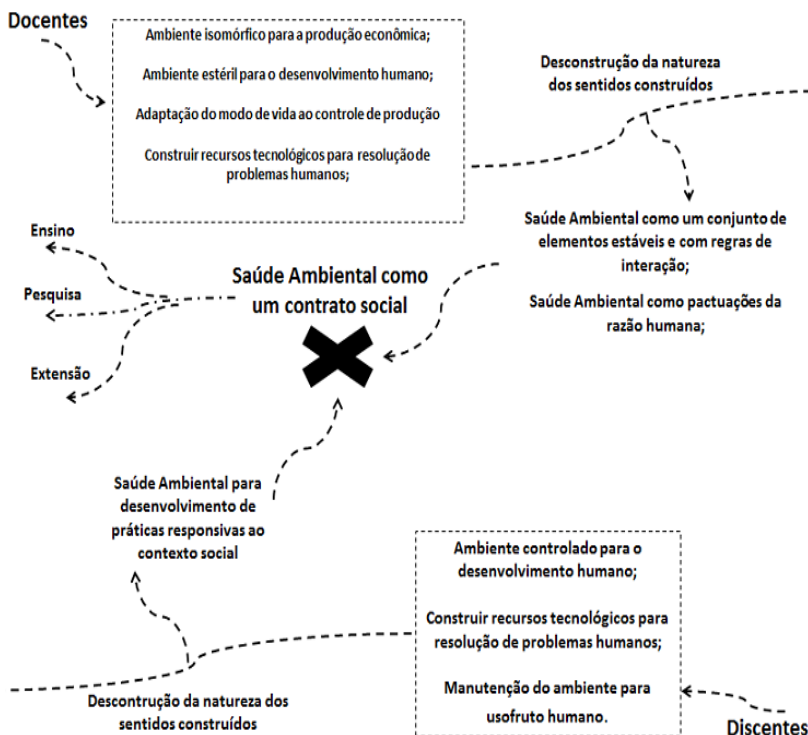 Docentes
Ambiente isomórfico para a produção econômica;
Ambiente estéril para o desenvolvimento humano;
Adaptação do modo de vida ao controle de produção
Construir recursos tecnológicos para resolução de
problemas humanos;
Desconstrução da natureza
dos sentidos construídos
Saúde Ambiental como um conjunto de
elementos estáveis e com regras de
interação;
Saúde Ambiental como pactuações da
razão humana;
Ensino
Pesquisa
Extensão
Saúde Ambiental como
um contrato social
Saúde Ambiental para
desenvolvimento de
práticas responsivas ao
contexto social
Ambiente controlado para o
desenvolvimento humano;
Construir recursos tecnológicos para
resolução de problemas humanos;
Manutenção do ambiente para
usofruto humano.
Descontrução da natureza dos
sentidos construídos
Discentes